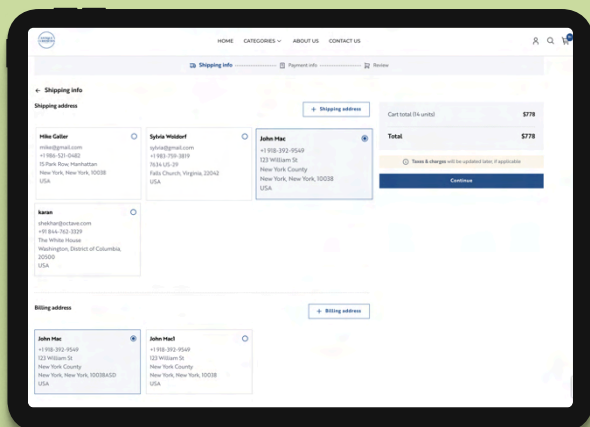 HOME CATEGORIES ABOUT US CONTACT US
Shipping info Payment info Review
Shipping info
Shipping address
+ Shipping address
Mike Galler
mike@gmail.com
+1 986-521-0482
15 Park Row, Manhattan
New York, New York, 10038
USA
Sylvia Woldorf
sylvia@gmail.com
+1 983-759-3819
7634 US-29
Falls Church, Virginia, 22042
USA
John Mac
+1 918-392-9549
123 William St
New York County
New York, New York, 10038
USA
karan
shekhar@octave.com
+91 844-762-3329
The White House
Washington, District of Columbia,
20500
USA
Cart total (14 units) $778
Total $778
Taxes & charges will be updated later, if applicable
Continue
Billing address
+ Billing address
John Mac
+1 918-392-9549
123 William St
New York County
New York, New York, 10038ASD
USA
John Mac1
+1 918-392-9549
123 William St
New York County
New York, New York, 10038
USA